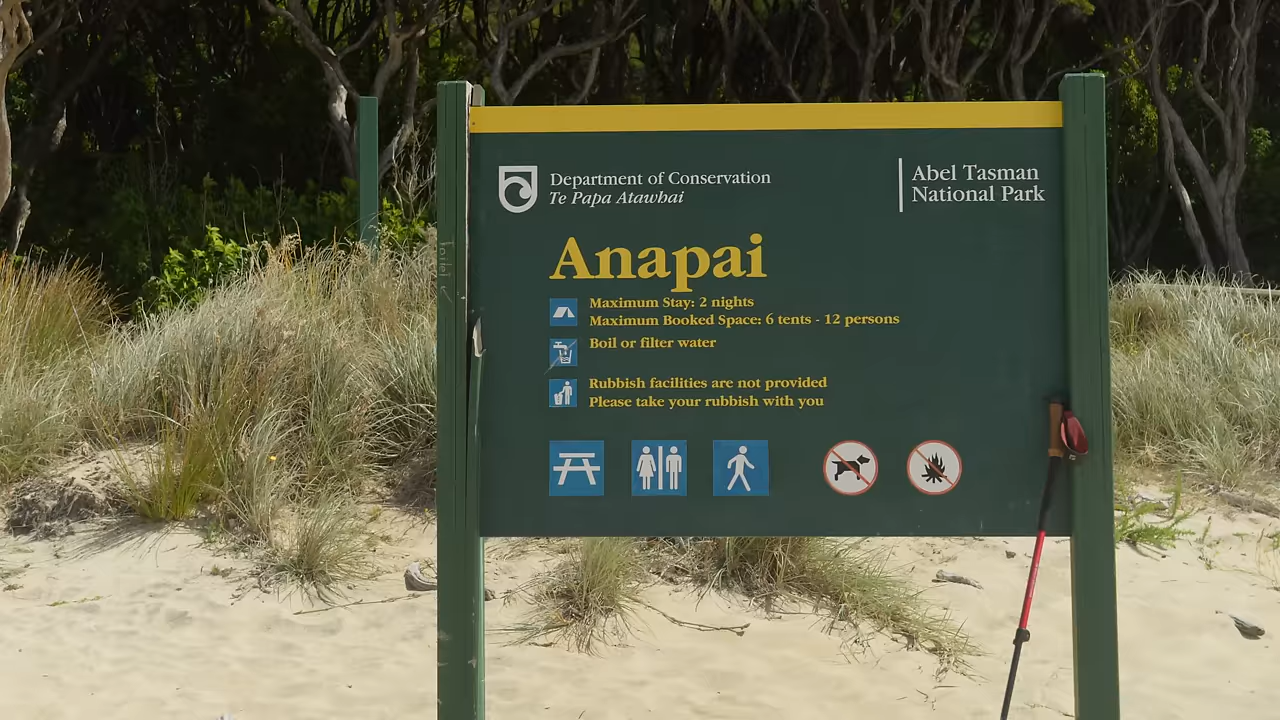 Department of Conservation
Te Papa Atawhai
Abel Tasman
National Park
Anapai
Maximum Stay: 2 nights
Maximum Booked Space: 6 tents - 12 persons
Boil or filter water
Rubbish facilities are not provided
Please take your rubbish with you
Toilet